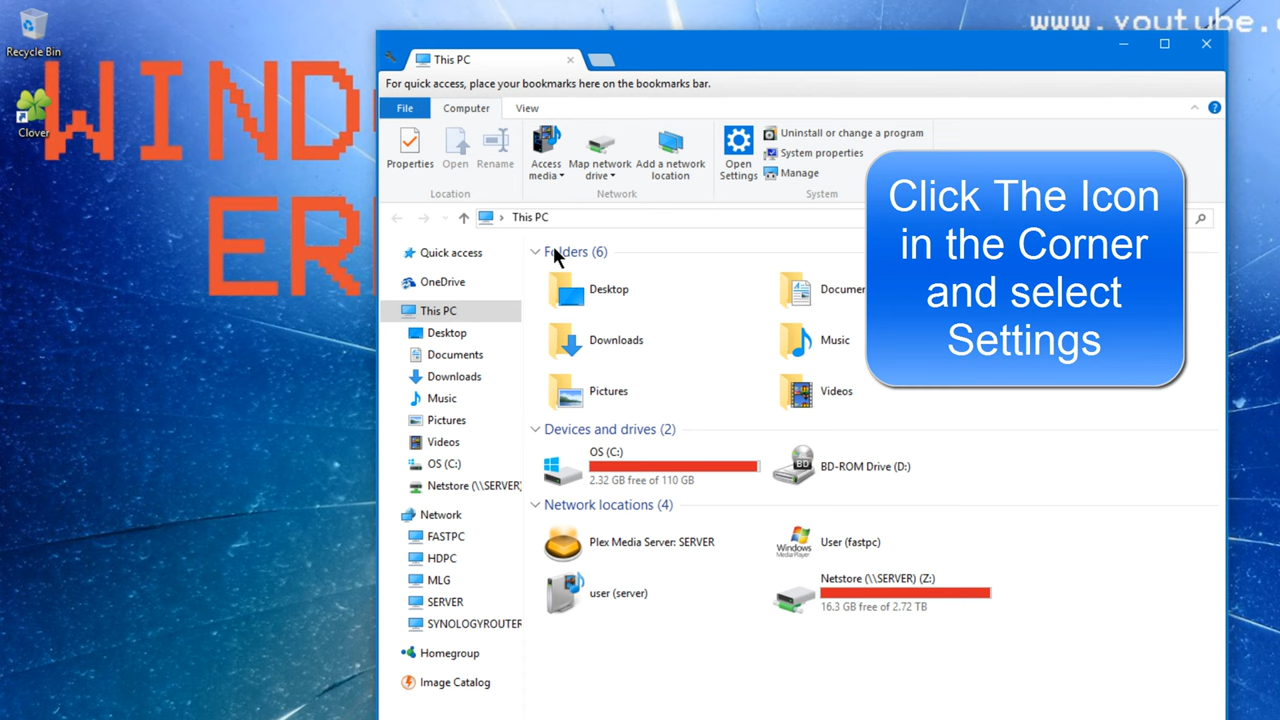 Recycle Bin
Clover
WIND
ER
www.youtube.
This PC
For quick access, place your bookmarks here on the bookmarks bar.
File
Computer
View
Properties
Open
Rename
Access media
Map network drive
Add a network location
Open Settings
Uninstall or change a program
System properties
Manage
Location
Network
System
This PC
Click The Icon
in the Corner
and select
Settings
Quick access
OneDrive
This PC
Desktop
Documents
Downloads
Music
Pictures
Videos
OS (C:)
Netstore (\\SERVER)
Network
FASTPC
HDPC
MLG
SERVER
SYNOLOGYROUTER
Homegroup
Image Catalog
Folders (6)
Desktop
Documen
Downloads
Music
Pictures
Videos
Devices and drives (2)
OS (C:)
2.32 GB free of 110 GB
BD
BD-ROM Drive (D:)
Network locations (4)
Plex Media Server: SERVER
Windows
Media Player
User (fastpc)
user (server)
Netstore (\\SERVER) (Z:)
16.3 GB free of 2.72 TB